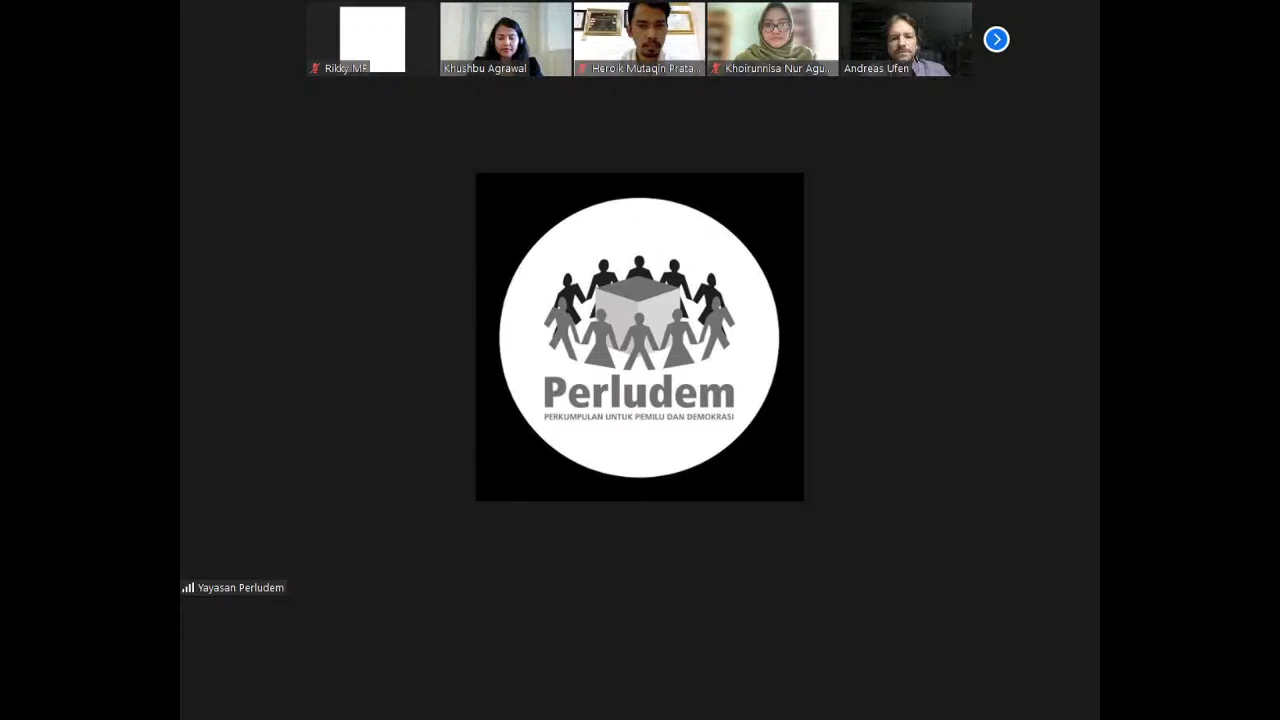 Rikky MF
Khushbu Agrawal
Heroik Mutaqin Prata...
Khoirunnisa Nur Agu...
Andreas Ufen
Perludem
PERKUMPULAN UNTUK PEMILU DAN DEMOKRASI
Yayasan Perludem